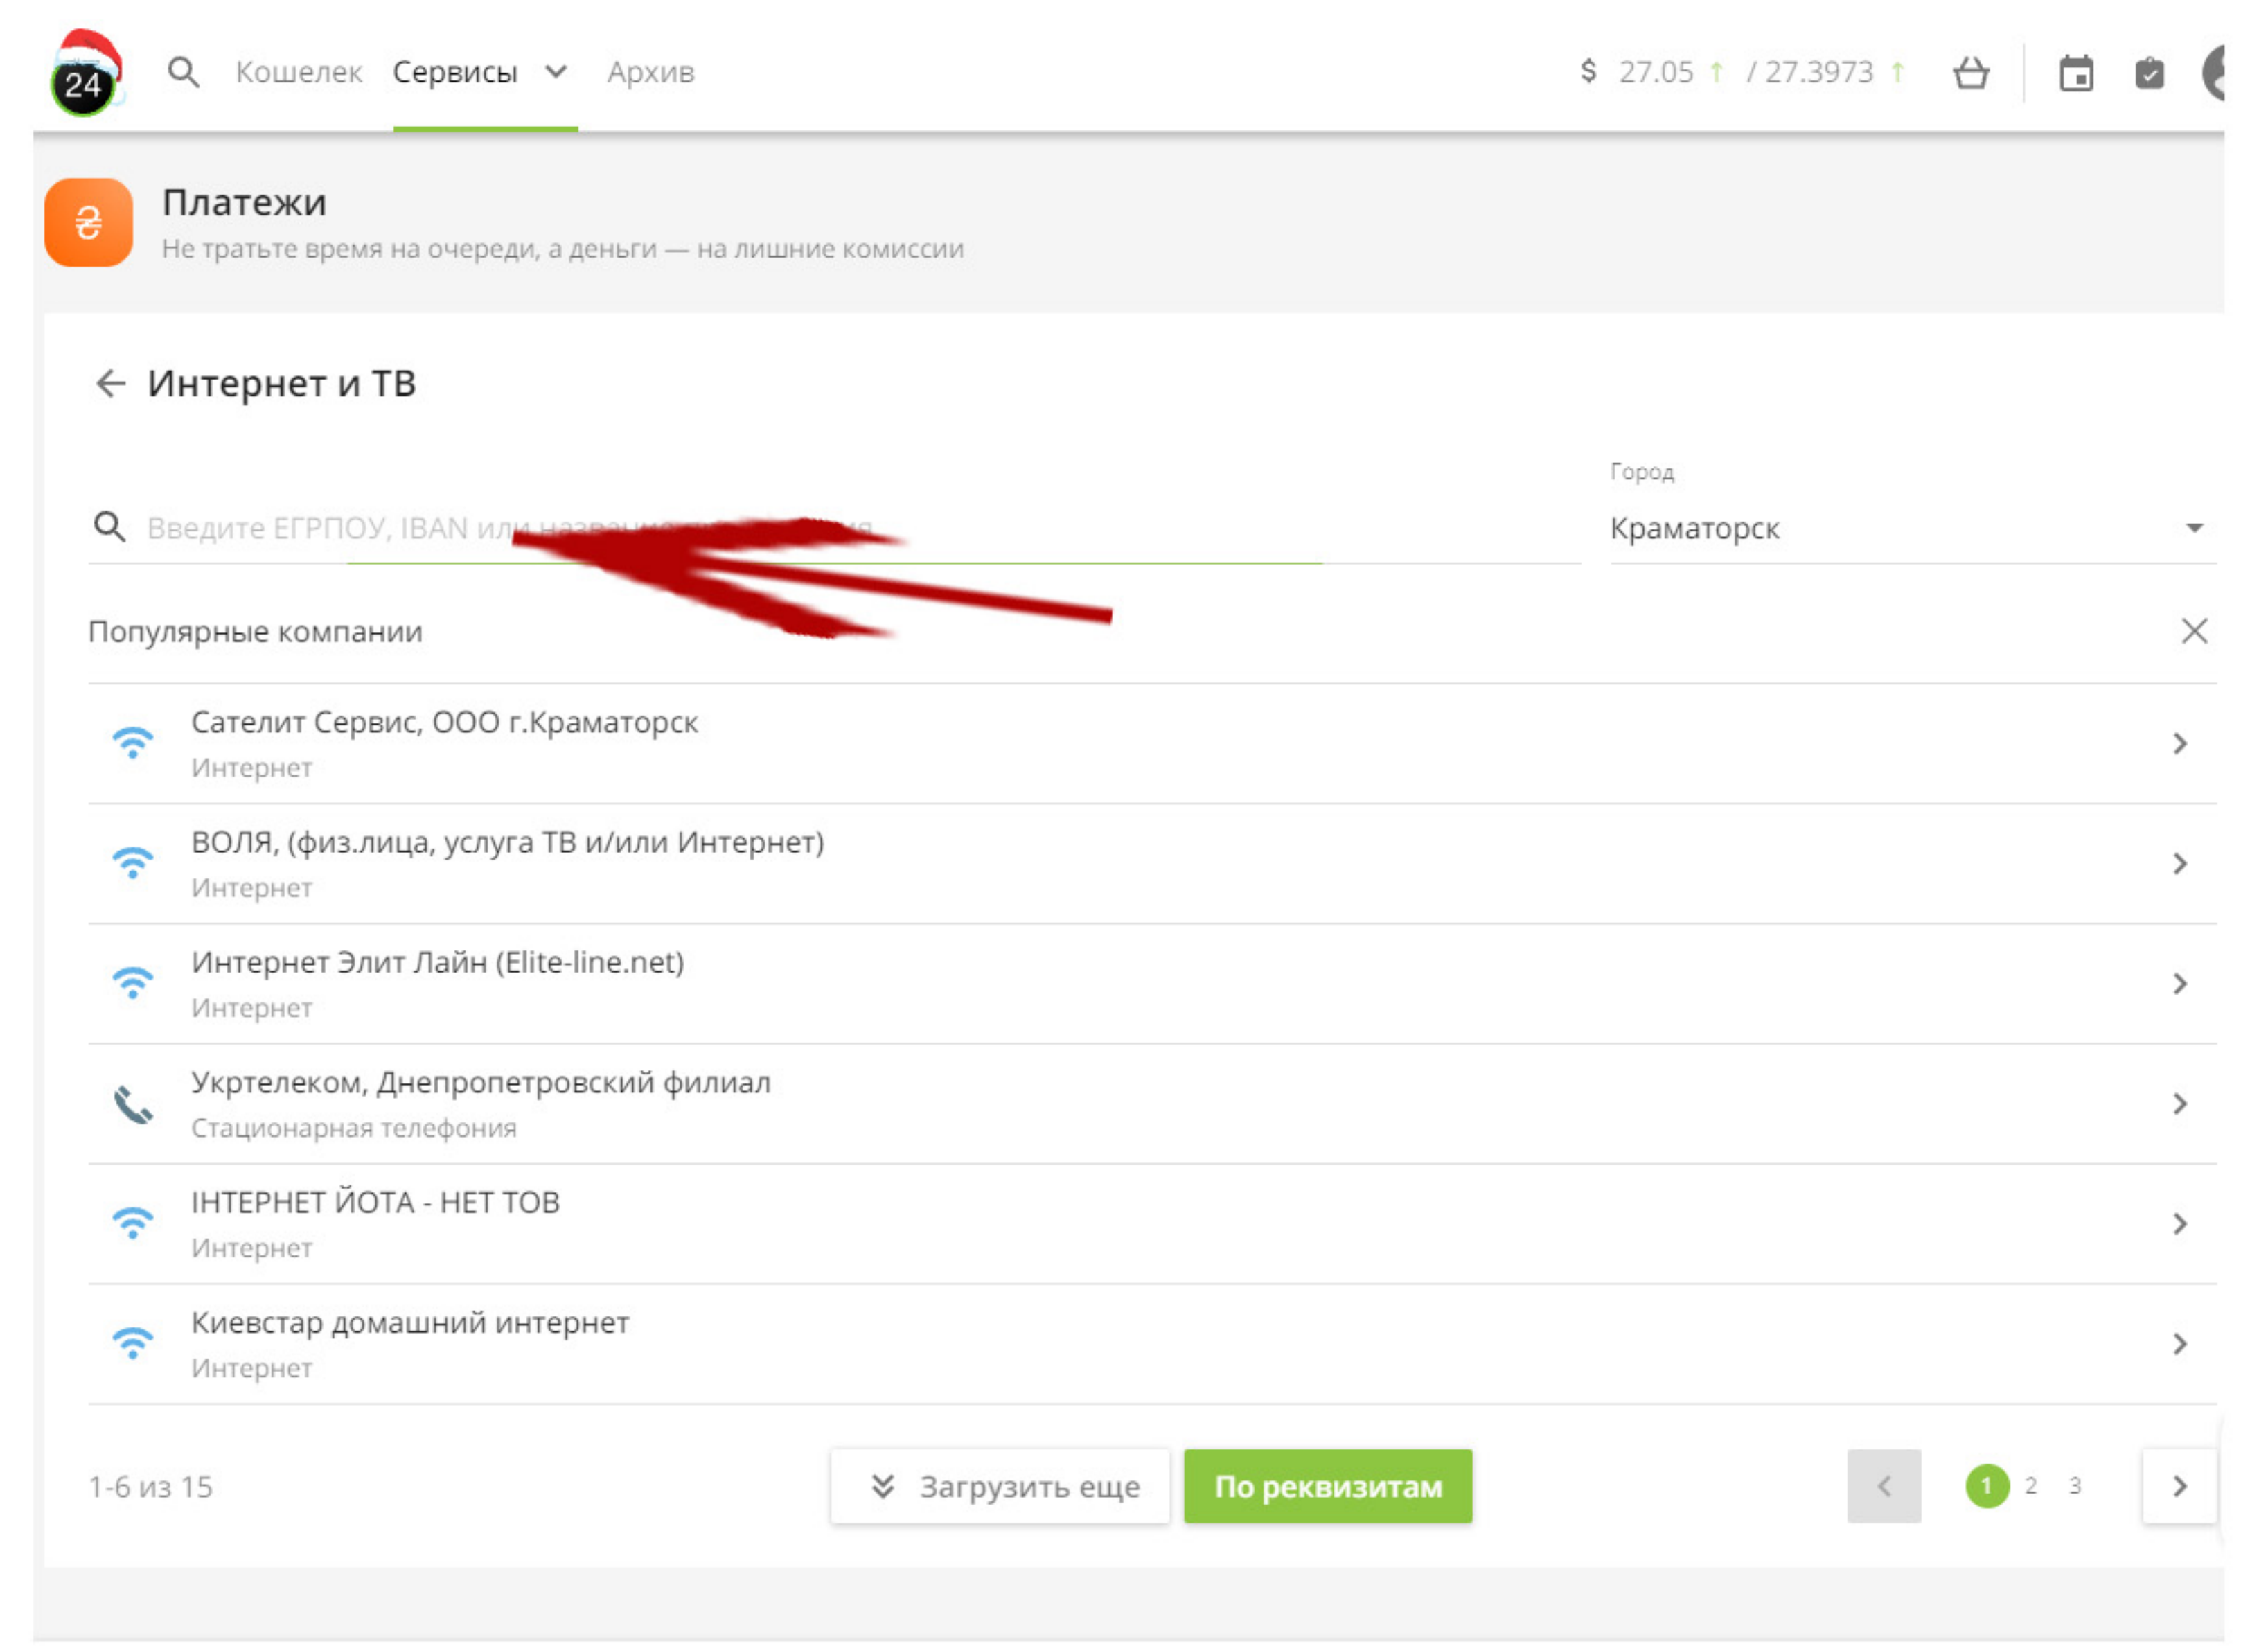 24 Кошелек Сервисы Архив $ 27.05 ↑ / 27.3973 ↑
₴
Платежи
Не тратьте время на очереди, а деньги — на лишние комиссии
Интернет и ТВ
Город
Введите ЕГРПОУ, IBAN или
Краматорск
Популярные компании
Сателит Сервис, ООО г.Краматорск
Интернет
ВОЛЯ, (физ.лица, услуга ТВ и/или Интернет)
Интернет
Интернет Элит Лайн (Elite-line.net)
Интернет
Укртелеком, Днепропетровский филиал
Стационарная телефония
ІНТЕРНЕТ ЙОТА - НЕТ ТОВ
Интернет
Киевстар домашний интернет
Интернет
1-6 из 15 Загрузить еще По реквизитам 1 2 3